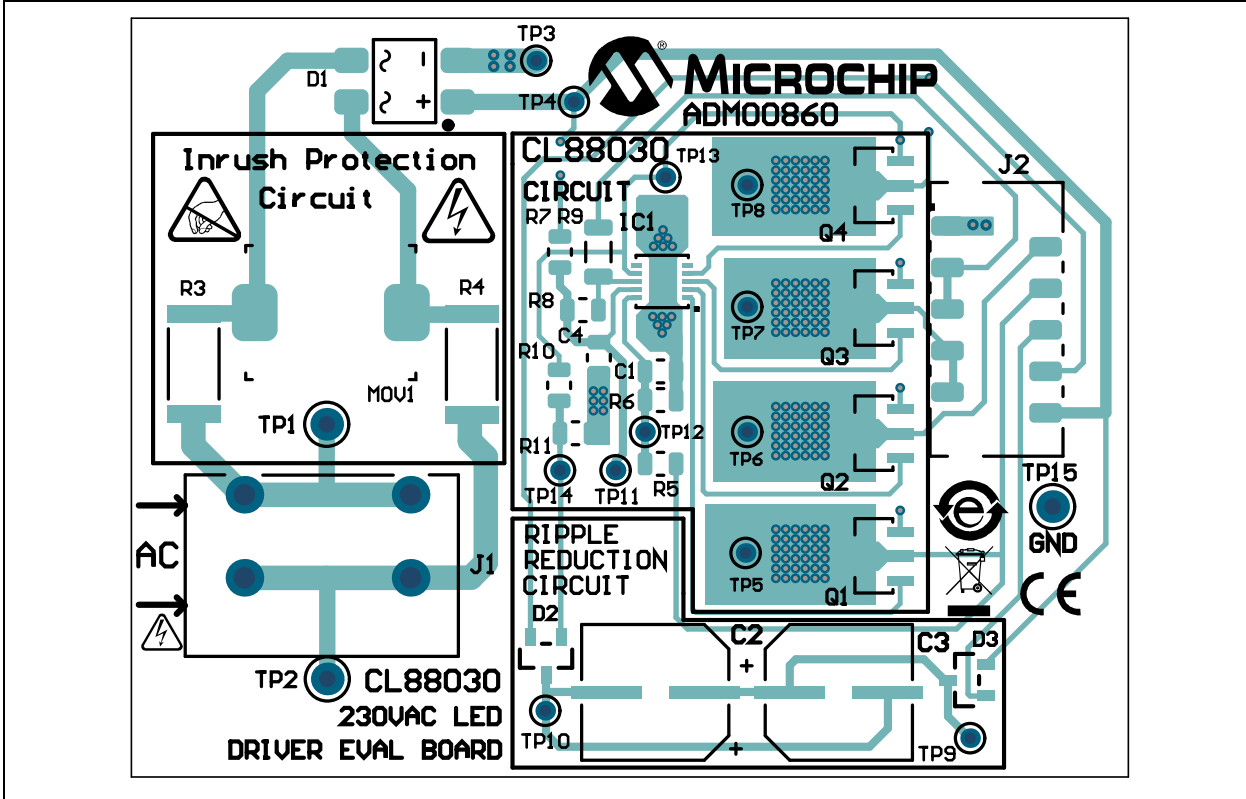 TP3
D1
~ −
~ +
TP4
®
MICROCHIP
ADM00860
Inrush Protection
Circuit
CL88030
CIRCUIT
TP13
J2
R7 R9
IC1
TP8
Q4
R3
R4
R8
C4
TP7
Q3
R10
C1
R6
MOV1
TP1
R11
TP12
TP6
R5
Q2
TP14
TP11
TP15
GND
e
AC
J1
RIPPLE
REDUCTION
CIRCUIT
TP5
Q1
CE
D2
C2
+
C3
D3
TP2
CL88030
230VAC LED
DRIVER EVAL BOARD
TP10
+
TP9